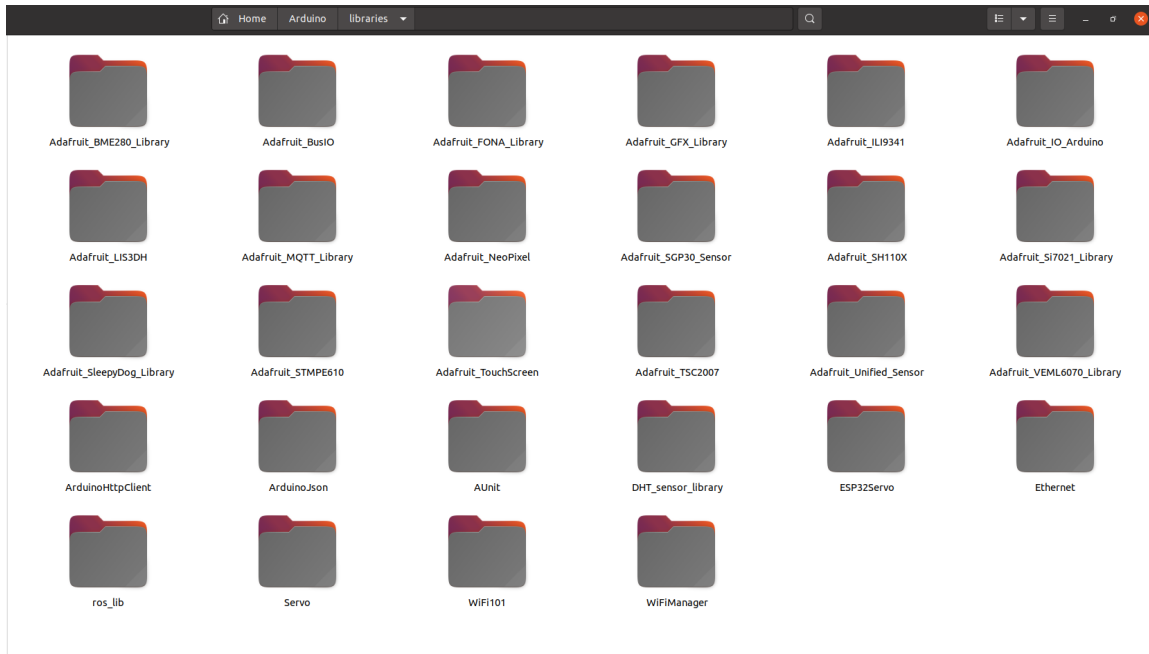 Home Arduino libraries
Adafruit_BME280_Library Adafruit_BusIO Adafruit_FONA_Library Adafruit_GFX_Library Adafruit_ILI9341 Adafruit_IO_Arduino
Adafruit_LIS3DH Adafruit_MQTT_Library Adafruit_NeoPixel Adafruit_SGP30_Sensor Adafruit_SH110X Adafruit_Si7021_Library
Adafruit_SleepyDog_Library Adafruit_STMPE610 Adafruit_TouchScreen Adafruit_TSC2007 Adafruit_Unified_Sensor Adafruit_VEML6070_Library
ArduinoHttpClient ArduinoJson AUnit DHT_sensor_library ESP32Servo Ethernet
ros_lib Servo WiFi101 WiFiManager